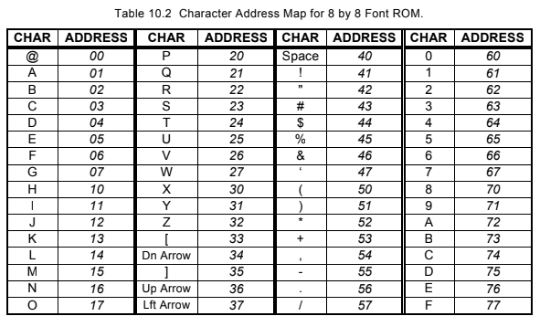 Table 10.2 Character Address Map for 8 by 8 Font ROM.
CHAR ADDRESS CHAR ADDRESS CHAR ADDRESS CHAR ADDRESS
@ 00 P 20 Space 40 0 60
A 01 Q 21 ! 41 1 61
B 02 R 22 " 42 2 62
C 03 S 23 # 43 3 63
D 04 T 24 $ 44 4 64
E 05 U 25 % 45 5 65
F 06 V 26 & 46 6 66
G 07 W 27 ‘ 47 7 67
H 10 X 30 ( 50 8 70
I 11 Y 31 ) 51 9 71
J 12 Z 32 * 52 A 72
K 13 [ 33 + 53 B 73
L 14 Dn Arrow 34 , 54 C 74
M 15 ] 35 - 55 D 75
N 16 Up Arrow 36 . 56 E 76
O 17 Lft Arrow 37 / 57 F 77